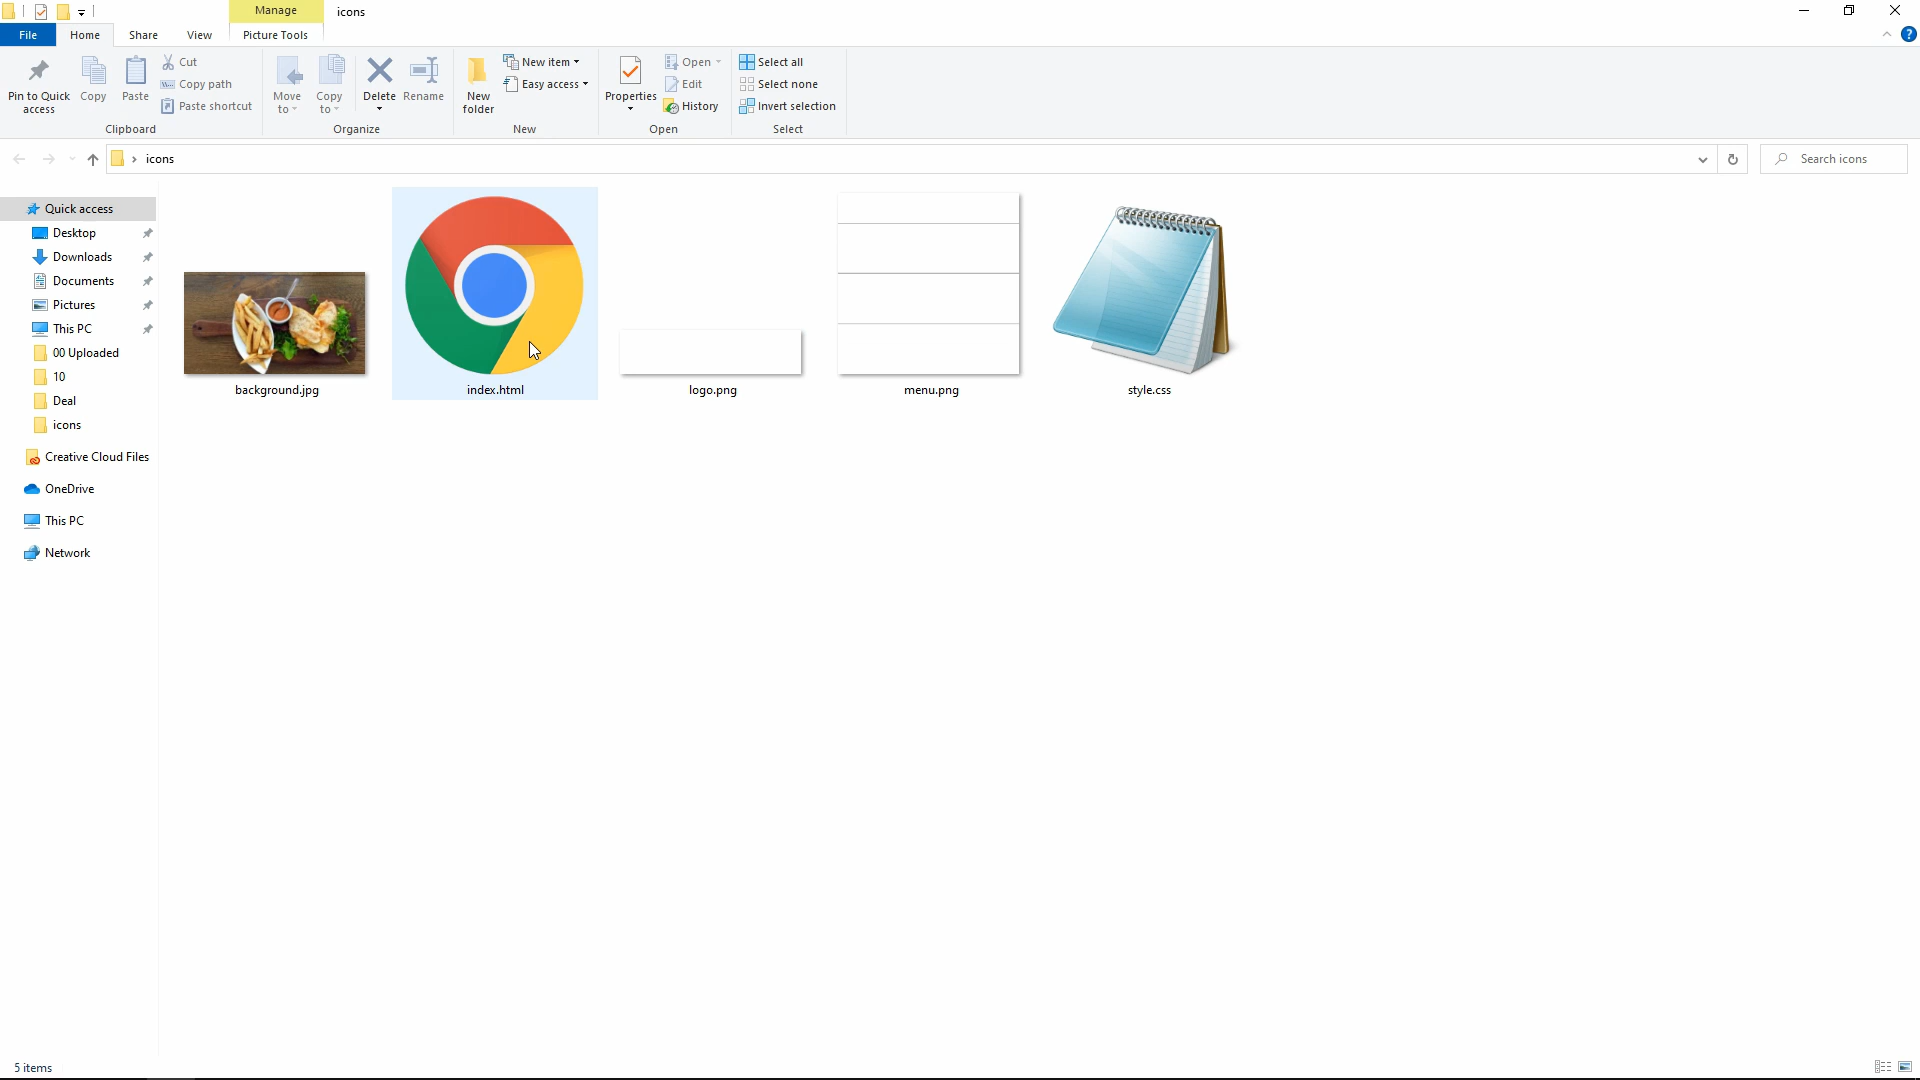 Manage
icons
File
Home
Share
View
Picture Tools
Pin to Quick access
Copy
Paste
Cut
Copy path
Paste shortcut
Clipboard
Move to
Copy to
Delete
Rename
Organize
New folder
New item
Easy access
New
Properties
Open
Edit
History
Open
Select all
Select none
Invert selection
Select
icons
Search icons
Quick access
Desktop
Downloads
Documents
Pictures
This PC
00 Uploaded
10
Deal
icons
Creative Cloud Files
OneDrive
This PC
Network
background.jpg
index.html
logo.png
menu.png
style.css
5 items